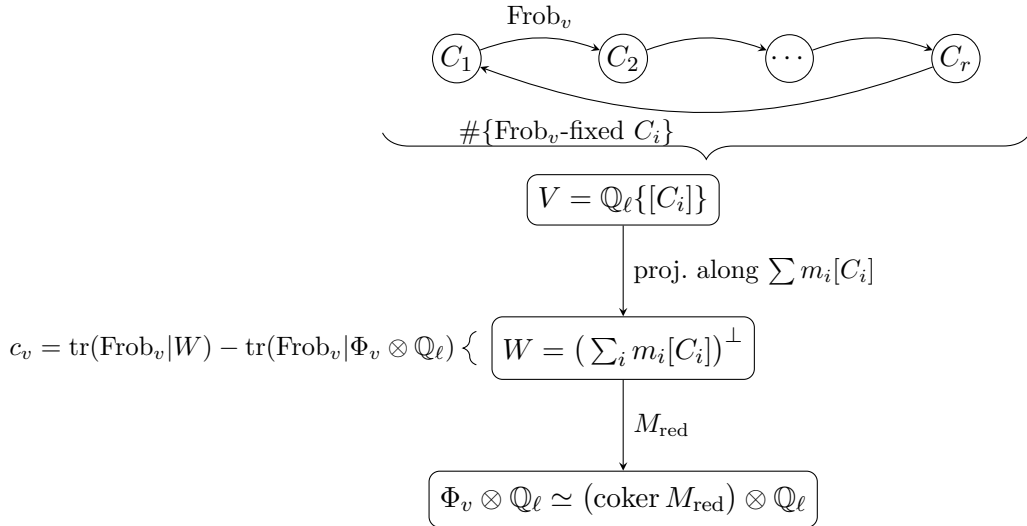 Frob_v
C_1 C_2 ⋯ C_r
#{Frob_v-fixed C_i}
V = ℚ_ℓ{[C_i]}
proj. along ∑ m_i[C_i]
c_v = tr(Frob_v|W) − tr(Frob_v|Φ_v ⊗ ℚ_ℓ) { W = (∑_i m_i[C_i])^⊥
M_red
Φ_v ⊗ ℚ_ℓ ≃ (coker M_red) ⊗ ℚ_ℓ